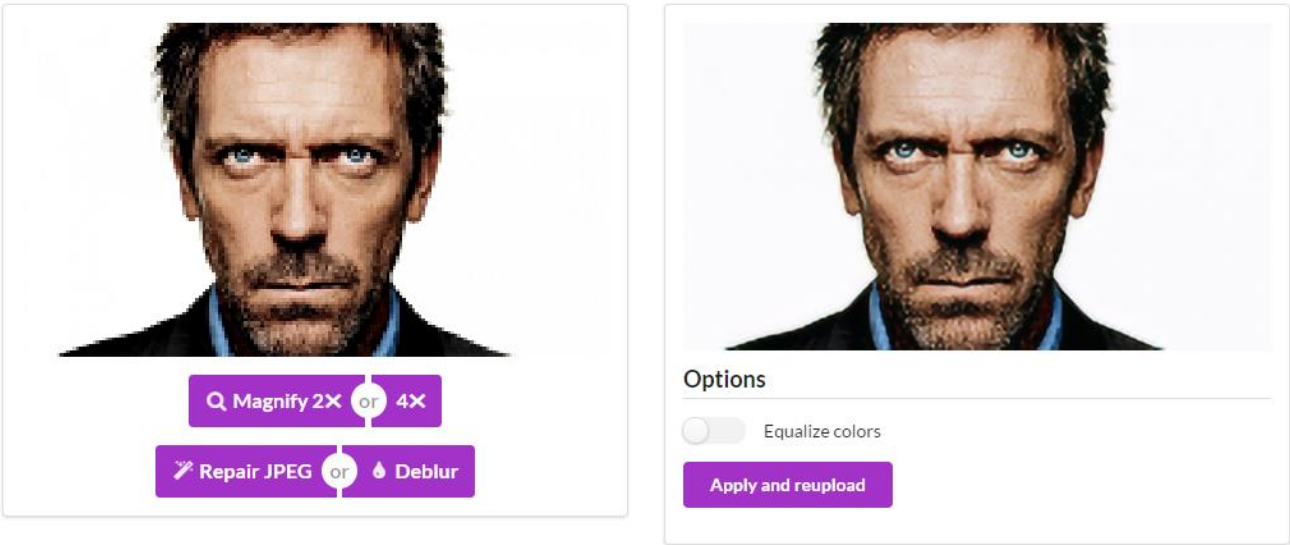 Magnify 2× or 4×
Repair JPEG or Deblur
Options
Equalize colors
Apply and reupload